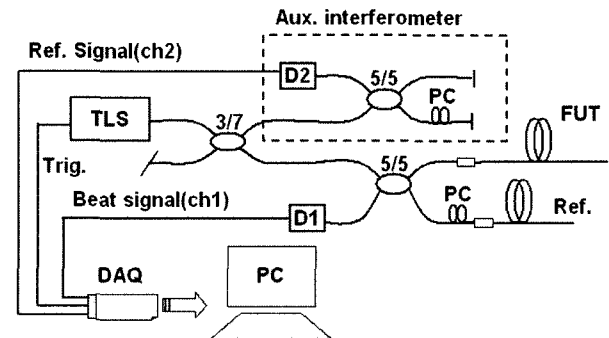 Aux. interferometer
Ref. Signal(ch2)
D2
5/5
PC
TLS
3/7
FUT
Trig.
5/5
Beat signal(ch1)
D1
PC
Ref.
DAQ
PC